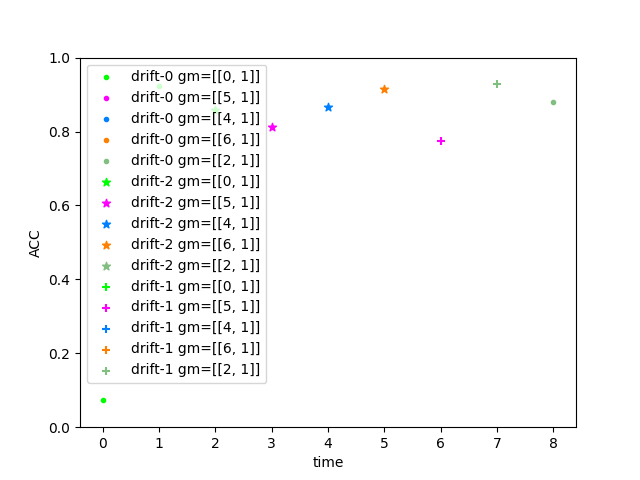 1.0
0.8
0.6
0.4
0.2
0.0
ACC
drift-0 gm=[[0, 1]]
drift-0 gm=[[5, 1]]
drift-0 gm=[[4, 1]]
drift-0 gm=[[6, 1]]
drift-0 gm=[[2, 1]]
drift-2 gm=[[0, 1]]
drift-2 gm=[[5, 1]]
drift-2 gm=[[4, 1]]
drift-2 gm=[[6, 1]]
drift-2 gm=[[2, 1]]
drift-1 gm=[[0, 1]]
drift-1 gm=[[5, 1]]
drift-1 gm=[[4, 1]]
drift-1 gm=[[6, 1]]
drift-1 gm=[[2, 1]]
0 1 2 3 4 5 6 7 8
time